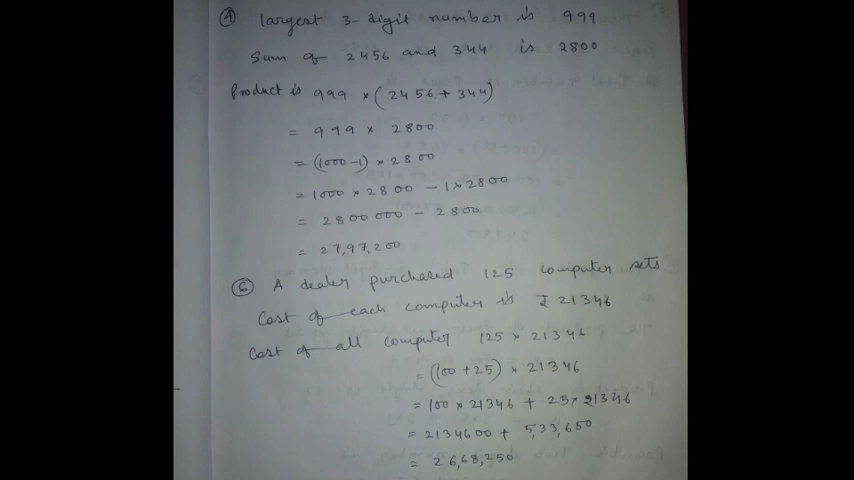 ④ Largest 3-digit number is 999
Sum of 2456 and 344 is 2800
Product is 999 × (2456 + 344)
= 999 × 2800
= (1000 - 1) × 2800
= 1000 × 2800 - 1 × 2800
= 2800 000 - 2800
= 27,97,200
⑥ A dealer purchased 125 computer sets
Cost of each computer is ₹ 21346
Cost of all computer 125 × 21346
= (100 + 25) × 21346
= 100 × 21346 + 25 × 21346
= 2134600 + 5,33,650
= 26,68,250